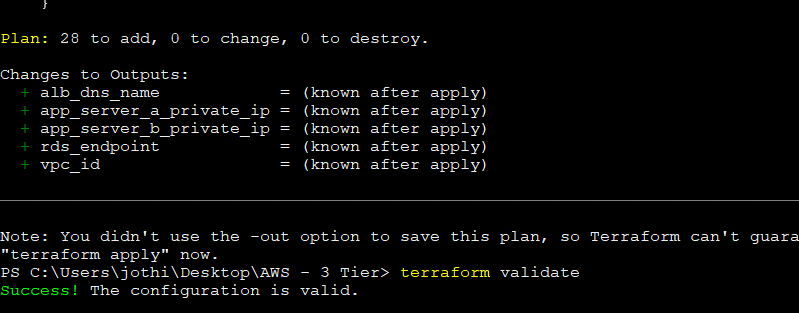 }
Plan: 28 to add, 0 to change, 0 to destroy.
Changes to Outputs:
+ alb_dns_name = (known after apply)
+ app_server_a_private_ip = (known after apply)
+ app_server_b_private_ip = (known after apply)
+ rds_endpoint = (known after apply)
+ vpc_id = (known after apply)
Note: You didn't use the -out option to save this plan, so Terraform can't guara
"terraform apply" now.
PS C:\Users\jothi\Desktop\AWS - 3 Tier> terraform validate
Success! The configuration is valid.